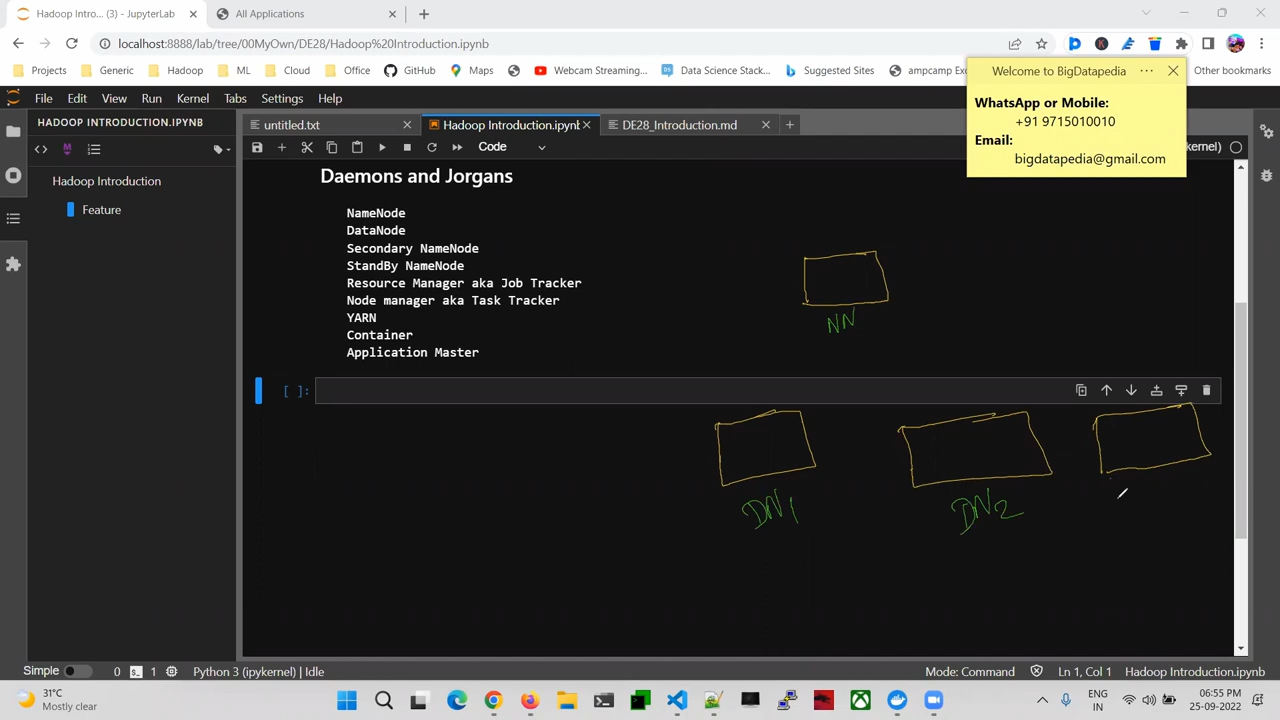 Hadoop Intro... (3) - JupyterLab
All Applications
localhost:8888/lab/tree/00MyOwn/DE28/Hadoop%20Introduction.ipynb
Projects
Generic
Hadoop
ML
Cloud
Office
GitHub
Maps
Webcam Streaming...
Data Science Stack...
Suggested Sites
ampcamp Exe
Other bookmarks
Welcome to BigDatapedia
WhatsApp or Mobile:
+91 9715010010
Email:
bigdatapedia@gmail.com
File Edit View Run Kernel Tabs Settings Help
HADOOP INTRODUCTION.IPYNB
Hadoop Introduction
Feature
untitled.txt
Hadoop Introduction.ipynb
DE28_Introduction.md
Code
kernel)
Daemons and Jorgans
NameNode
DataNode
Secondary NameNode
StandBy NameNode
Resource Manager aka Job Tracker
Node manager aka Task Tracker
YARN
Container
Application Master
NN
[ ]:
DN1
DN2
Simple
0
1
Python 3 (ipykernel) | Idle
Mode: Command
Ln 1, Col 1
Hadoop Introduction.ipynb
31°C
Mostly clear
ENG
IN
06:55 PM
25-09-2022